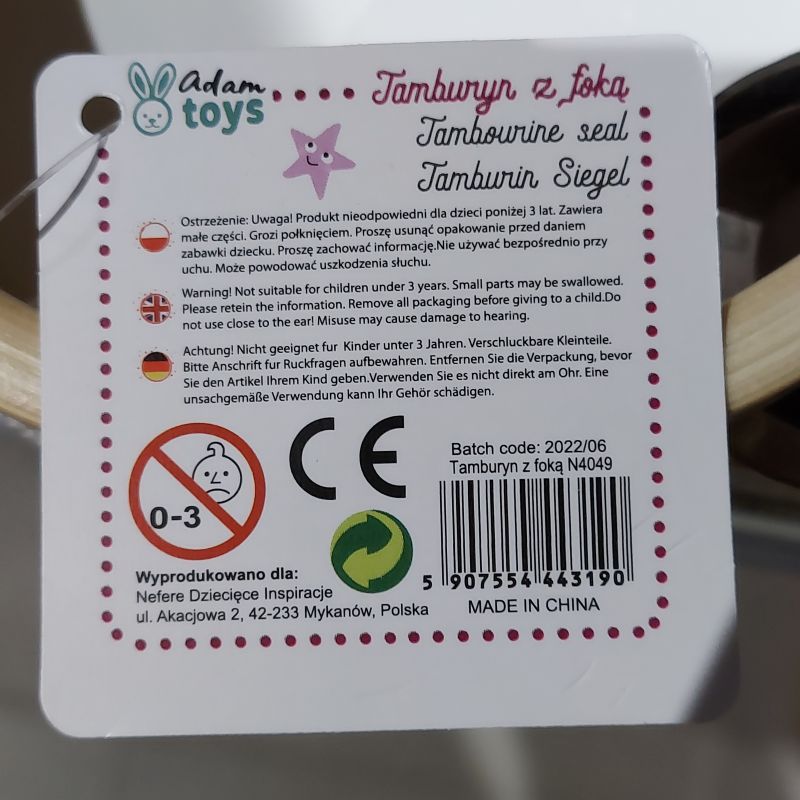 adam
toys
Tamburyn z foką
Tambourine seal
Tamburin Siegel
Ostrzeżenie: Uwaga! Produkt nieodpowiedni dla dzieci poniżej 3 lat. Zawiera
małe części. Grozi połknięciem. Proszę usunąć opakowanie przed daniem
zabawki dziecku. Proszę zachować informację.Nie używać bezpośrednio przy
uchu. Może powodować uszkodzenia słuchu.
Warning! Not suitable for children under 3 years. Small parts may be swallowed.
Please retein the information. Remove all packaging before giving to a child.Do
not use close to the ear! Misuse may cause damage to hearing.
Achtung! Nicht geeignet fur Kinder unter 3 Jahren. Verschluckbare Kleinteile.
Bitte Anschrift fur Ruckfragen aufbewahren. Entfernen Sie die Verpackung, bevor
Sie den Artikel Ihrem Kind geben.Verwenden Sie es nicht direkt am Ohr. Eine
unsachgemäße Verwendung kann Ihr Gehör schädigen.
0-3
CE
Batch code: 2022/06
Tamburyn z foką N4049
5 907554 443190
MADE IN CHINA
Wyprodukowano dla:
Nefere Dziecięce Inspiracje
ul. Akacjowa 2, 42-233 Mykanów, Polska